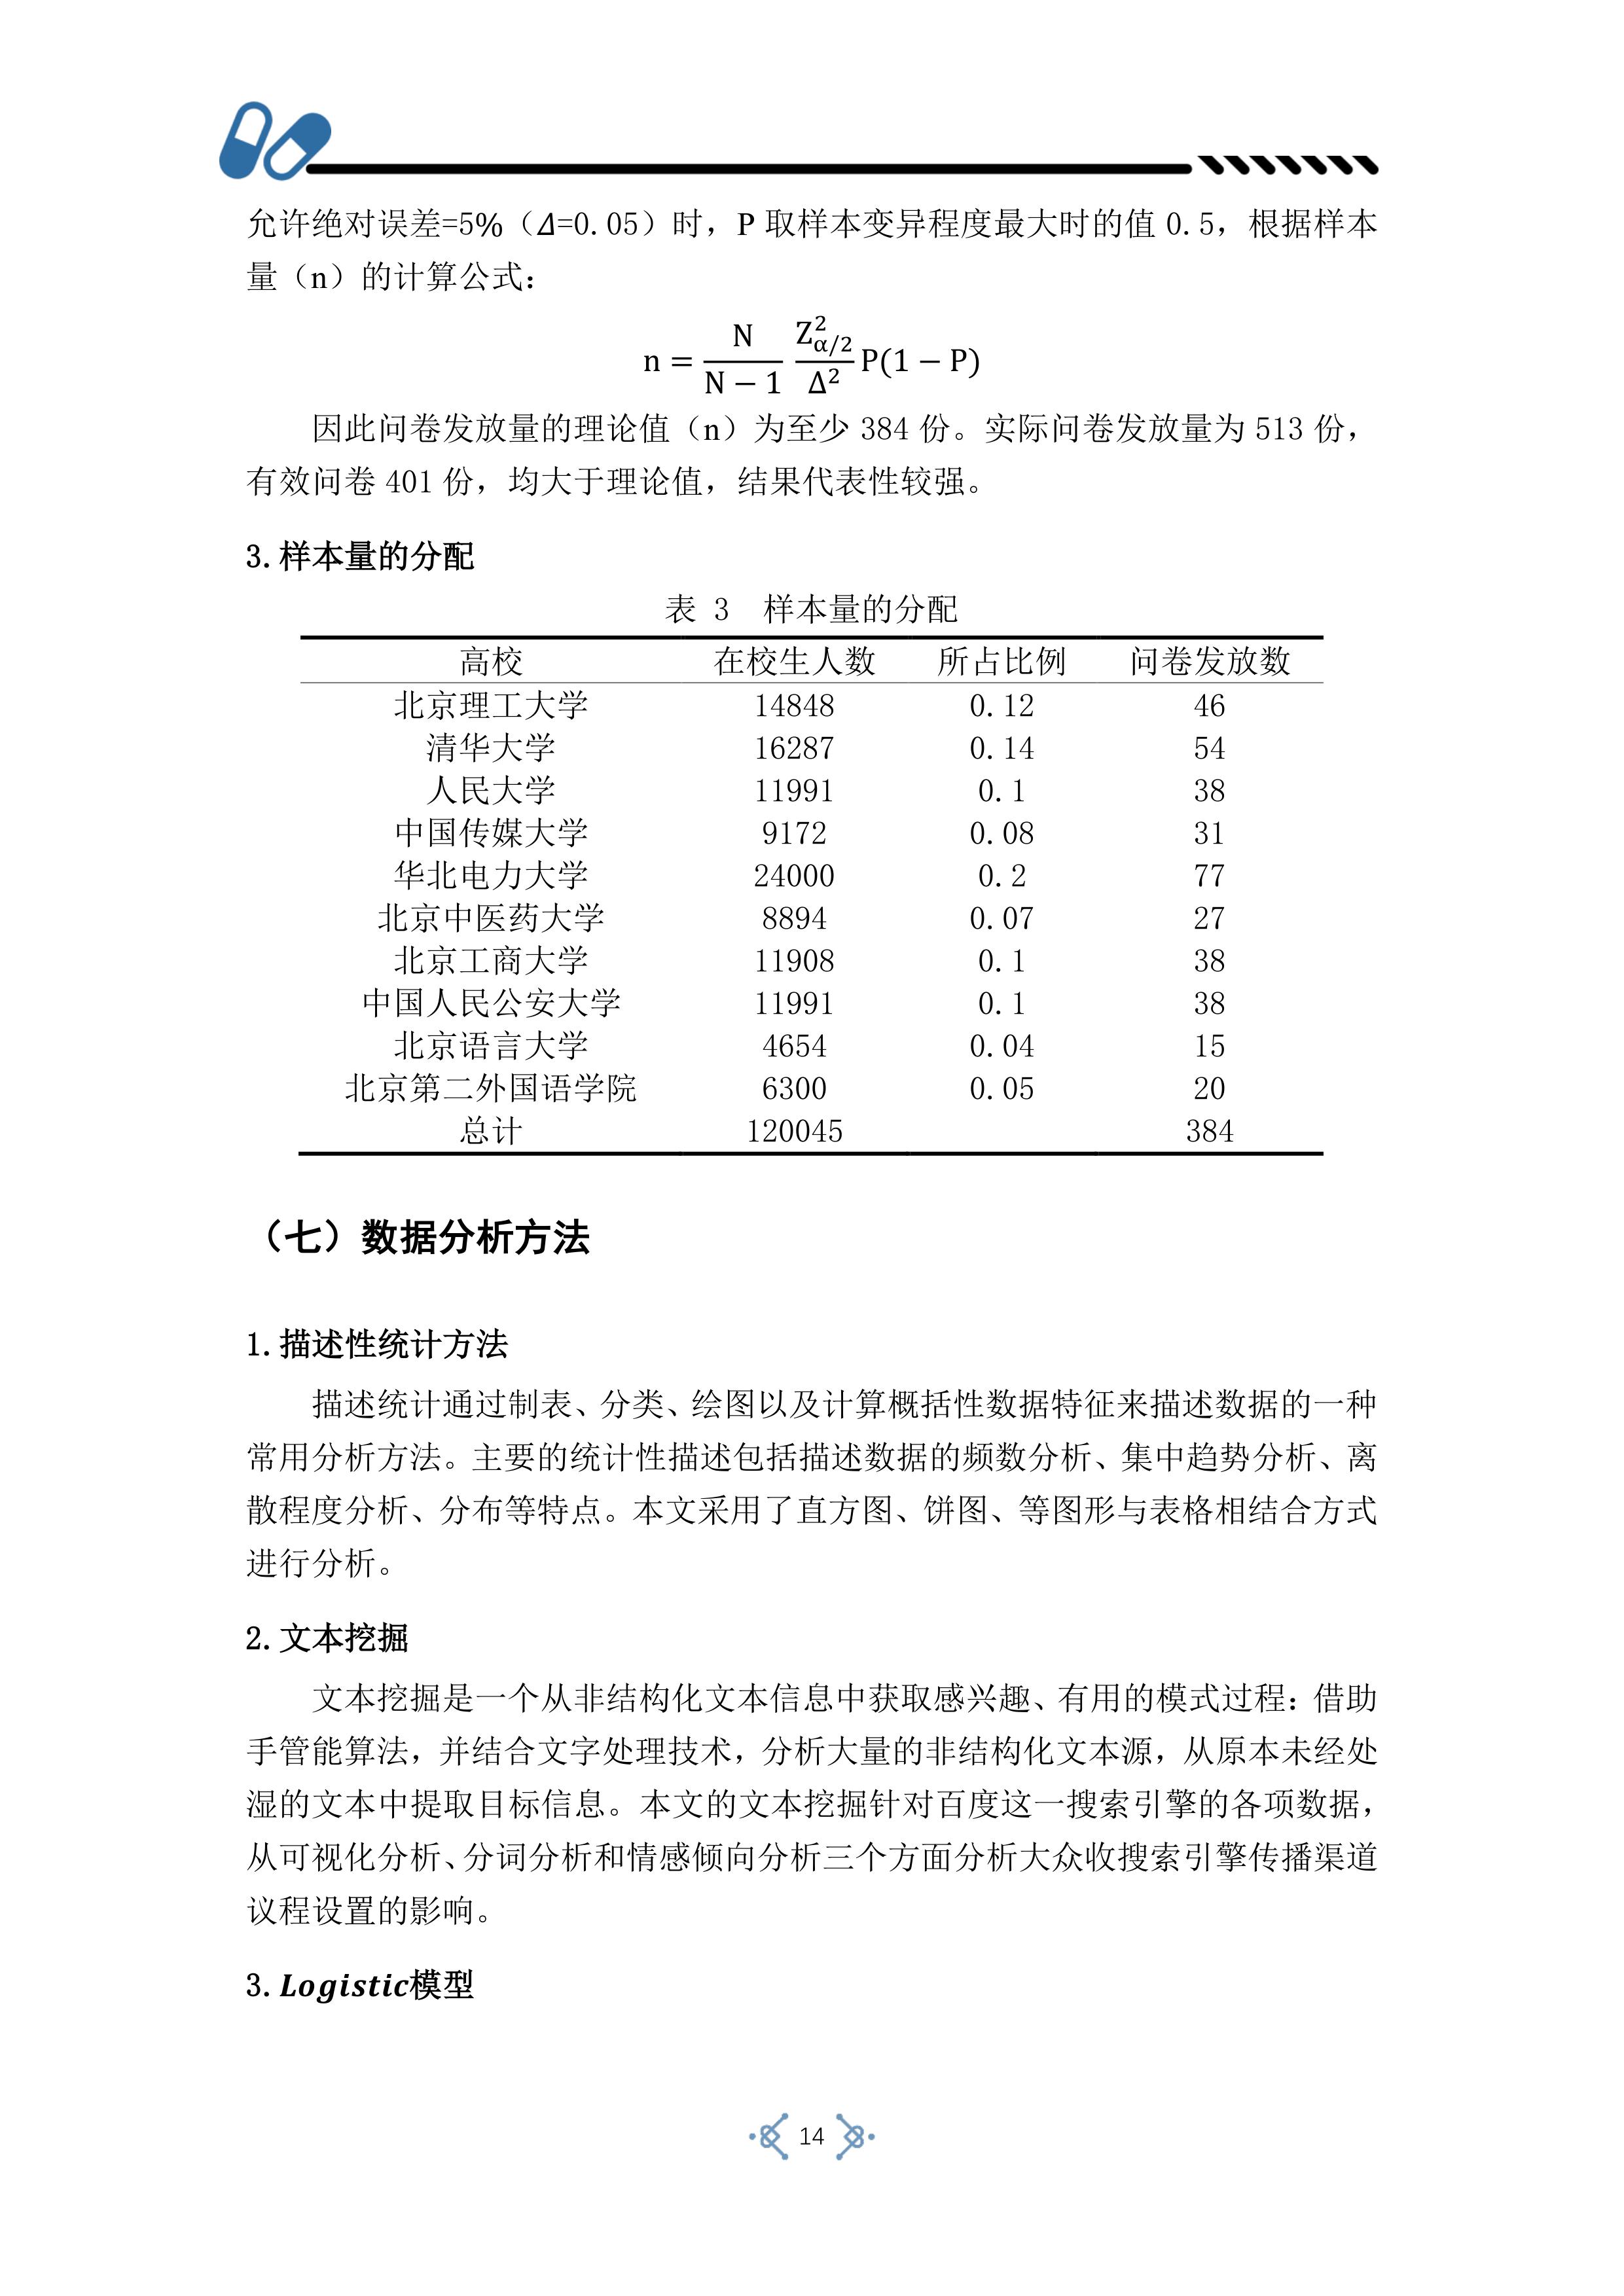 允许绝对误差=5%（Δ=0.05）时，P 取样本变异程度最大时的值 0.5，根据样本
量（n）的计算公式：
n = N/(N − 1) Z²α/2/Δ² P(1 − P)
因此问卷发放量的理论值（n）为至少 384 份。实际问卷发放量为 513 份，
有效问卷 401 份，均大于理论值，结果代表性较强。
3. 样本量的分配
表 3 样本量的分配
高校 在校生人数 所占比例 问卷发放数
北京理工大学 14848 0.12 46
清华大学 16287 0.14 54
人民大学 11991 0.1 38
中国传媒大学 9172 0.08 31
华北电力大学 24000 0.2 77
北京中医药大学 8894 0.07 27
北京工商大学 11908 0.1 38
中国人民公安大学 11991 0.1 38
北京语言大学 4654 0.04 15
北京第二外国语学院 6300 0.05 20
总计 120045 384
（七）数据分析方法
1. 描述性统计方法
描述统计通过制表、分类、绘图以及计算概括性数据特征来描述数据的一种
常用分析方法。主要的统计性描述包括描述数据的频数分析、集中趋势分析、离
散程度分析、分布等特点。本文采用了直方图、饼图、等图形与表格相结合方式
进行分析。
2. 文本挖掘
文本挖掘是一个从非结构化文本信息中获取感兴趣、有用的模式过程：借助
手管能算法，并结合文字处理技术，分析大量的非结构化文本源，从原本未经处
湿的文本中提取目标信息。本文的文本挖掘针对百度这一搜索引擎的各项数据，
从可视化分析、分词分析和情感倾向分析三个方面分析大众收搜索引擎传播渠道
议程设置的影响。
3. Logistic模型
14